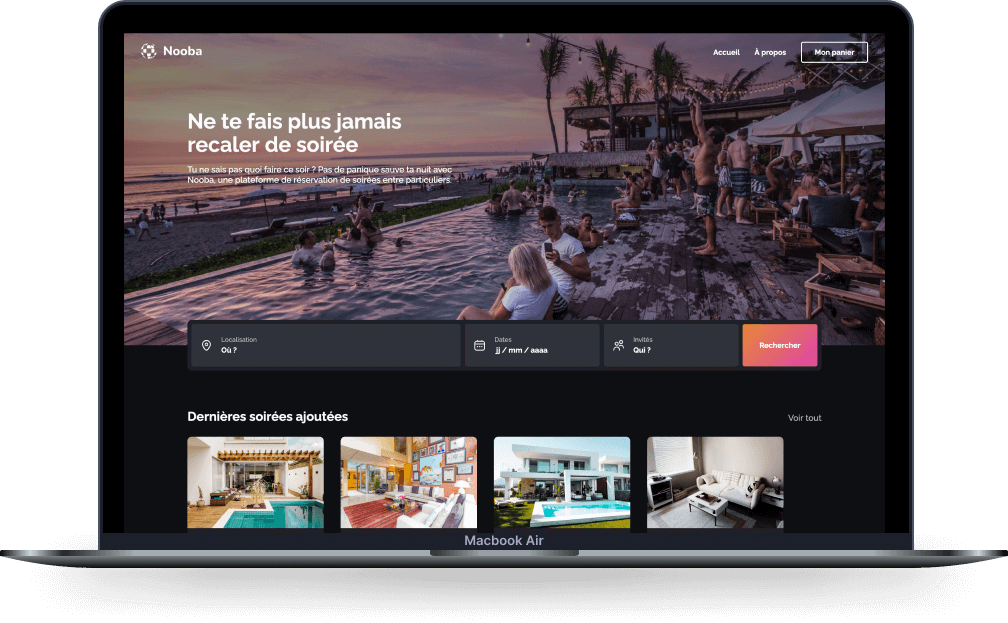 Nooba
Accueil
À propos
Mon panier
Ne te fais plus jamais
recaler de soirée
Tu ne sais pas quoi faire ce soir ? Pas de panique sauve ta nuit avec
Nooba, une plateforme de réservation de soirées entre particuliers.
Localisation
Où ?
Dates
jj / mm / aaaa
Invités
Qui ?
Rechercher
Dernières soirées ajoutées
Voir tout
Macbook Air